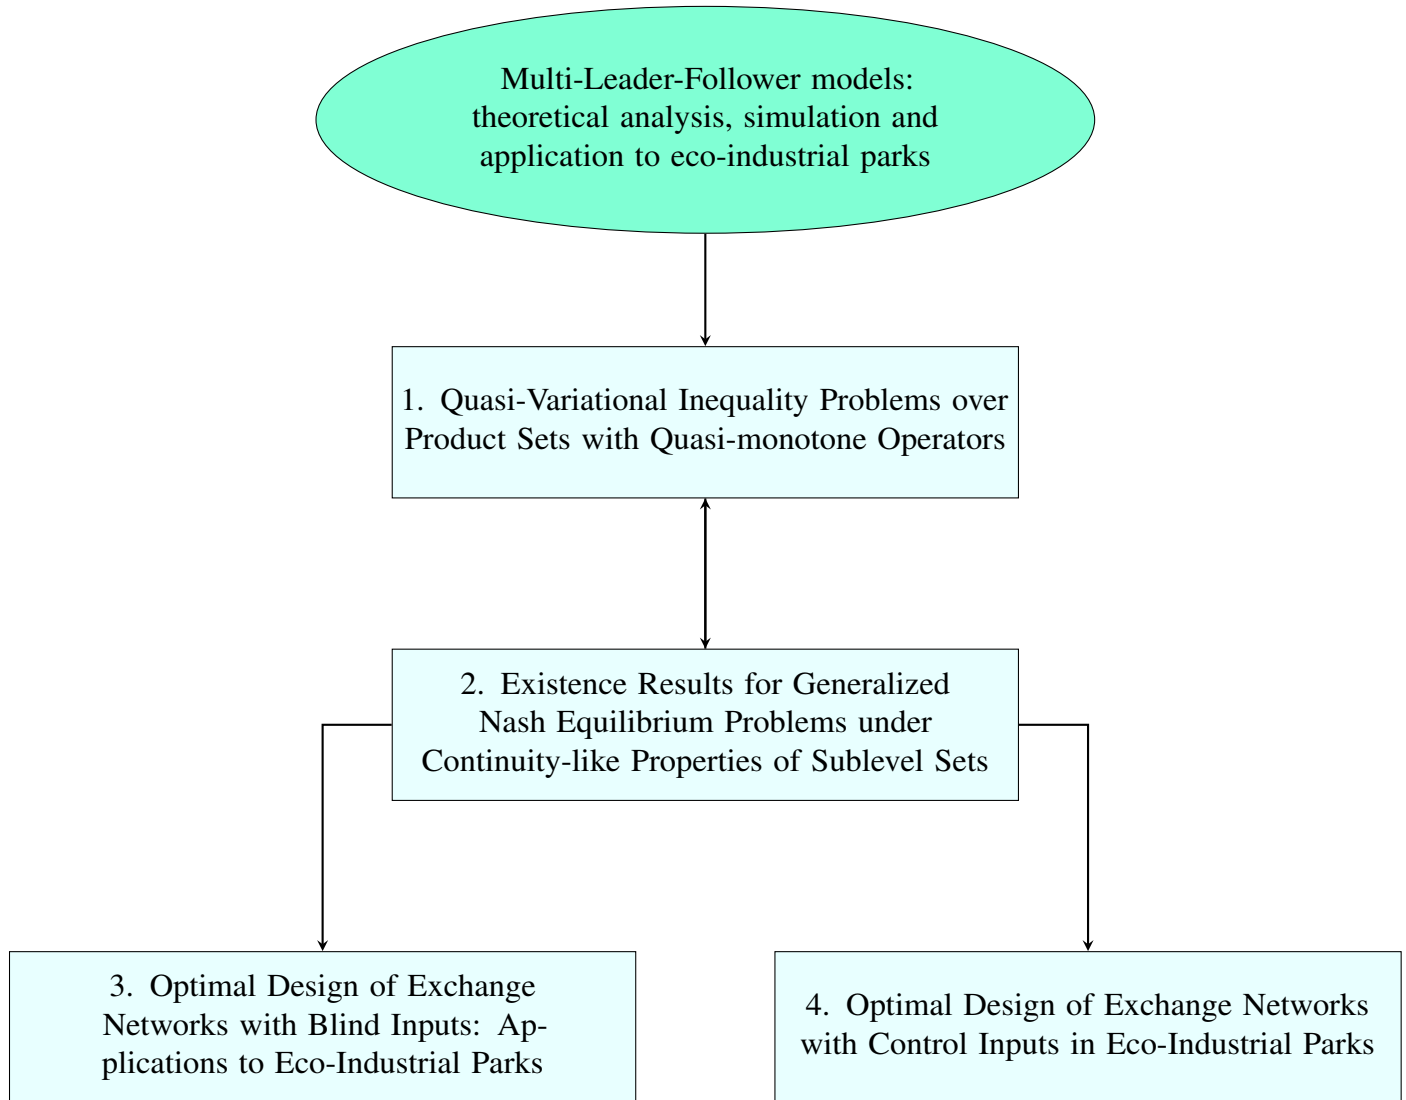 Multi-Leader-Follower models:
theoretical analysis, simulation and
application to eco-industrial parks
1. Quasi-Variational Inequality Problems over
Product Sets with Quasi-monotone Operators
2. Existence Results for Generalized
Nash Equilibrium Problems under
Continuity-like Properties of Sublevel Sets
3. Optimal Design of Exchange
Networks with Blind Inputs: Ap-
plications to Eco-Industrial Parks
4. Optimal Design of Exchange Networks
with Control Inputs in Eco-Industrial Parks